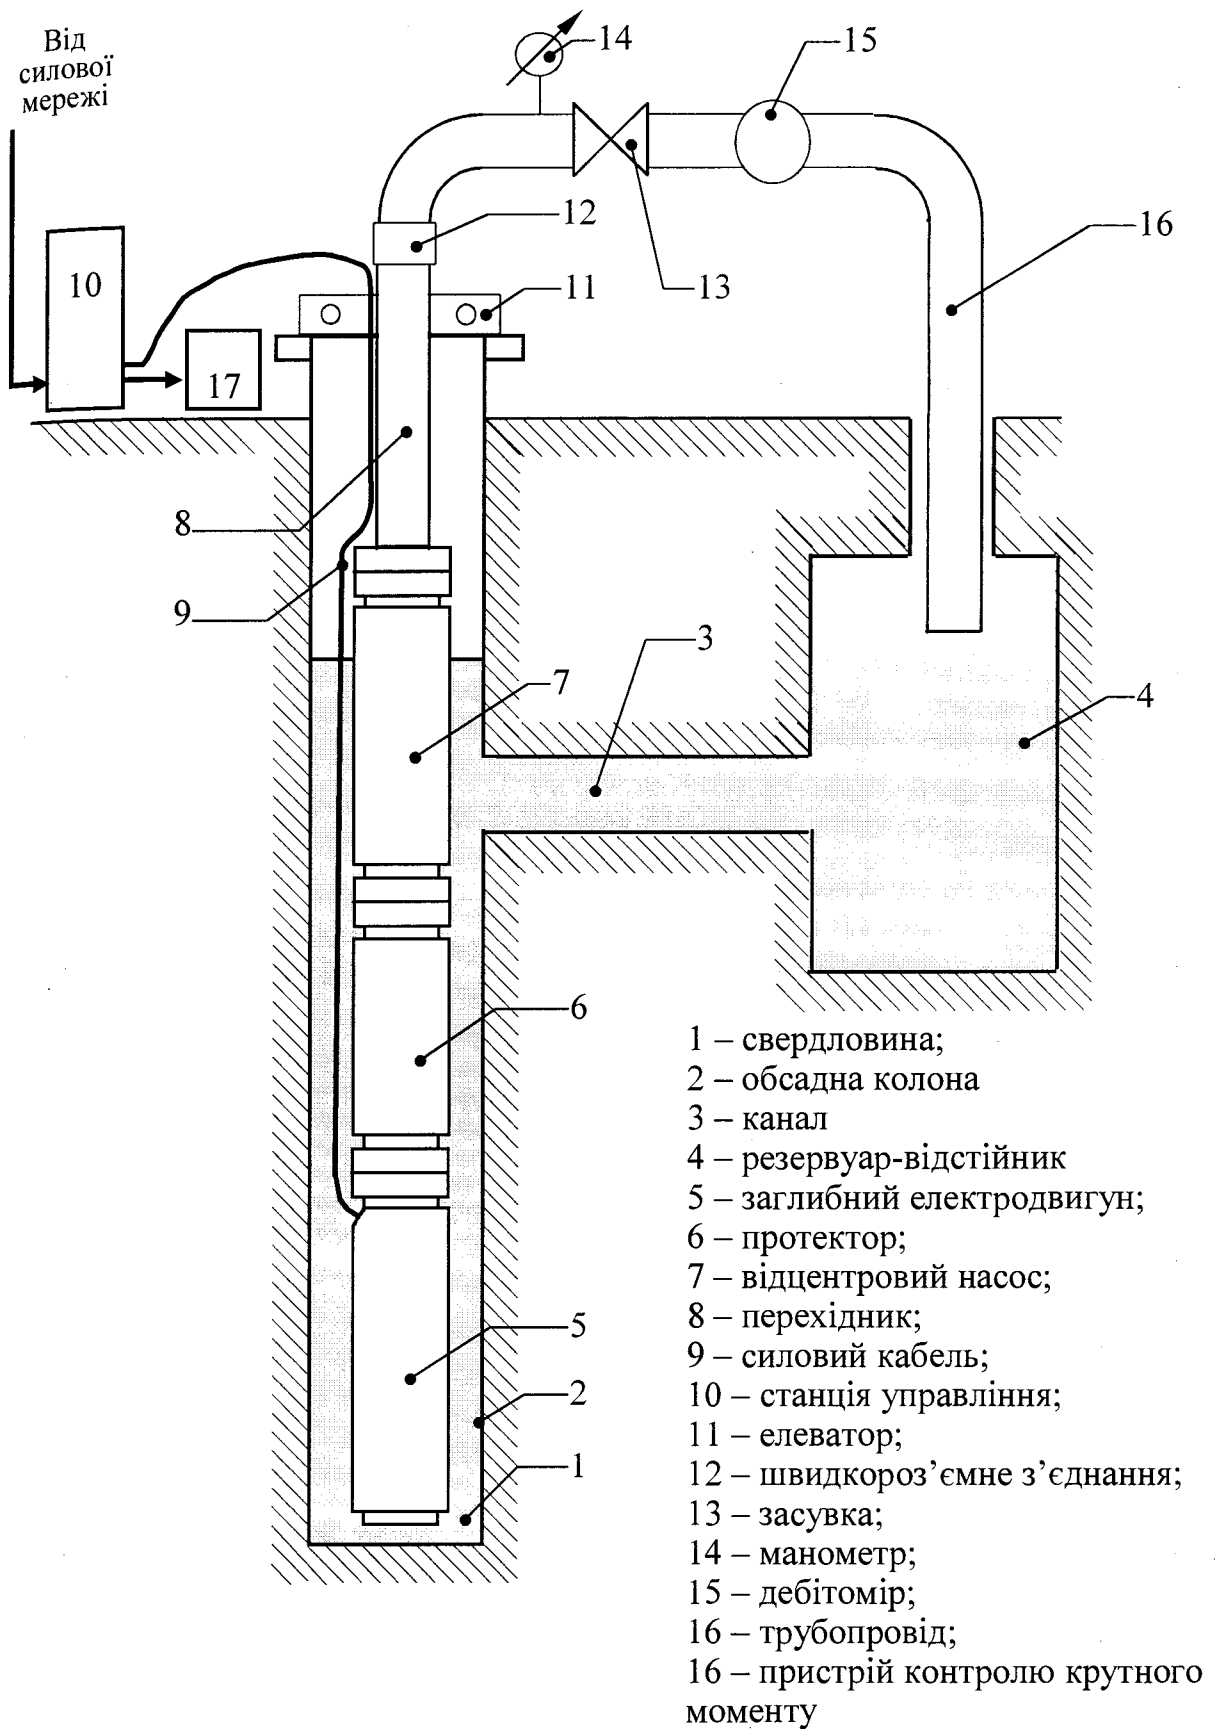 Від
силової
мережі
14
15
12
16
10
11
13
17
8
9
3
7
4
6
5
2
1
1 – свердловина;
2 – обсадна колона
3 – канал
4 – резервуар-відстійник
5 – заглибний електродвигун;
6 – протектор;
7 – відцентровий насос;
8 – перехідник;
9 – силовий кабель;
10 – станція управління;
11 – елеватор;
12 – швидкороз’ємне з’єднання;
13 – засувка;
14 – манометр;
15 – дебітомір;
16 – трубопровід;
16 – пристрій контролю крутного
моменту